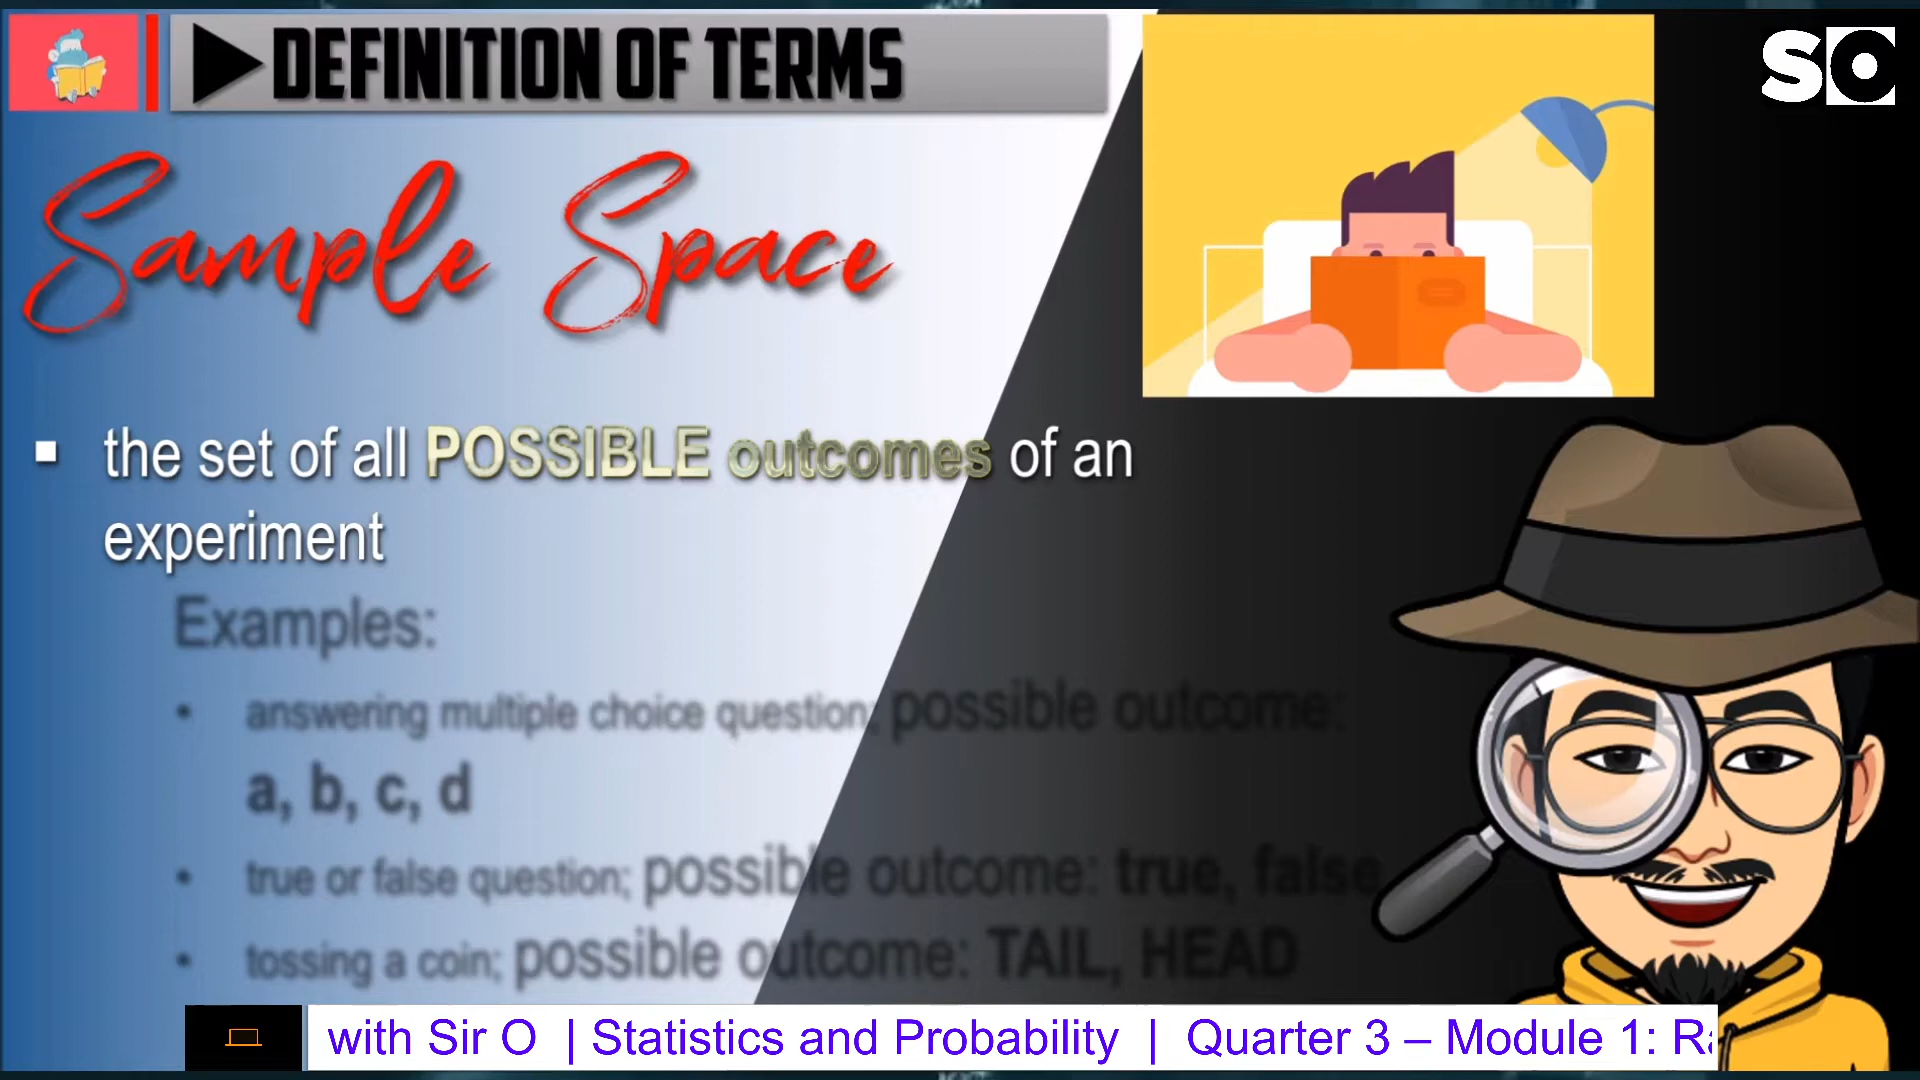 DEFINITION OF TERMS
SO
Sample Space
the set of all POSSIBLE outcomes of an
experiment
Examples:
answering multiple choice question; possible outcome:
a, b, c, d
true or false question; possible outcome: true, false
tossing a coin; possible outcome: TAIL, HEAD
with Sir O | Statistics and Probability | Quarter 3 – Module 1: Ra